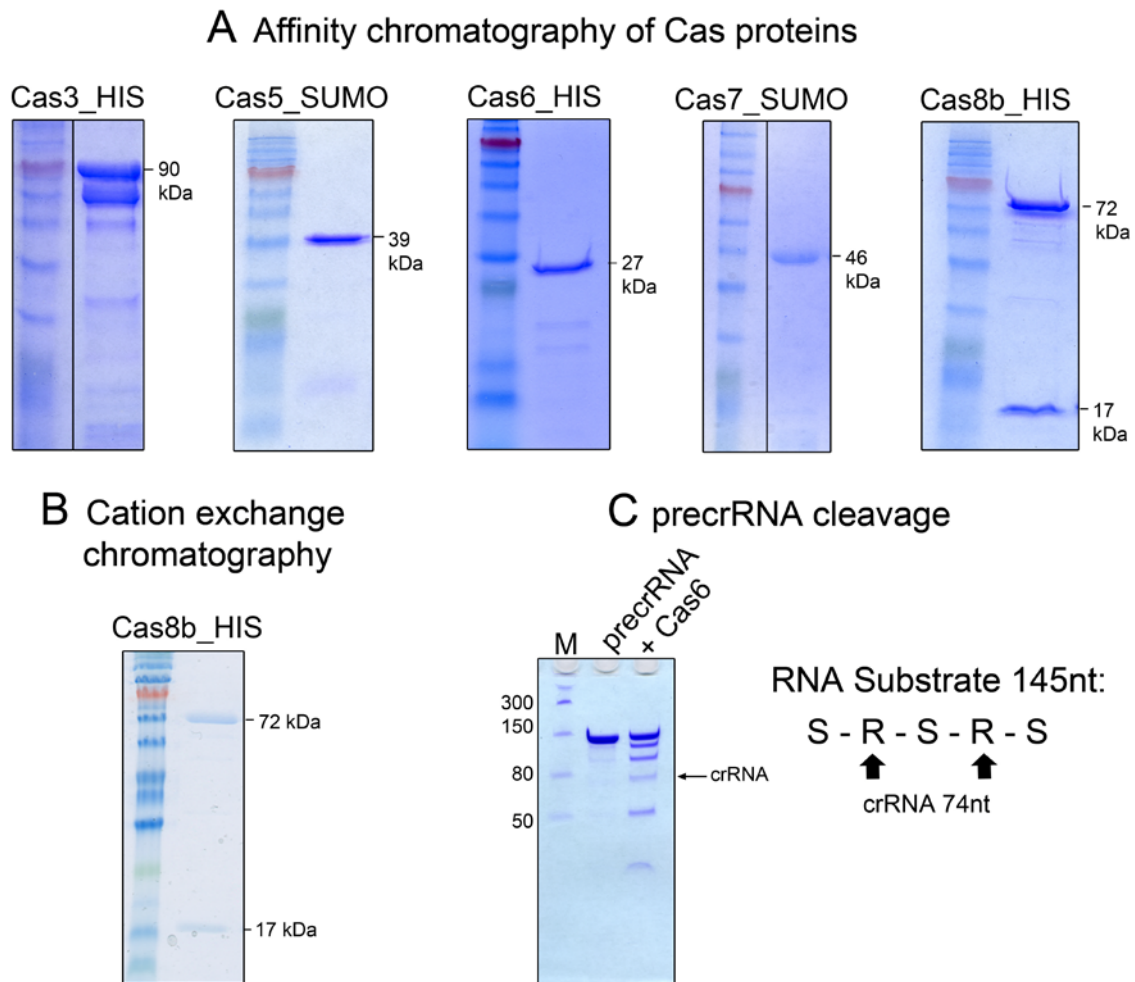 A Affinity chromatography of Cas proteins
Cas3_HIS
90
kDa
Cas5_SUMO
39
kDa
Cas6_HIS
27
kDa
Cas7_SUMO
46
kDa
Cas8b_HIS
72
kDa
17
kDa
B Cation exchange
chromatography
Cas8b_HIS
72 kDa
17 kDa
C precrRNA cleavage
M
precrRNA
+ Cas6
300
150
80
50
crRNA
RNA Substrate 145nt:
S - R - S - R - S
crRNA 74nt